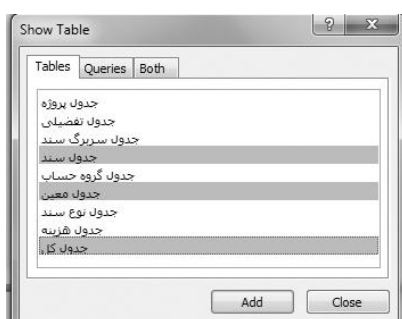 Show Table
Tables Queries Both
جدول پروژه
جدول تفضیلی
جدول سربرگ سند
جدول سند
جدول گروه حساب
جدول معین
جدول نوع سند
جدول هزینه
جدول کل
Add Close